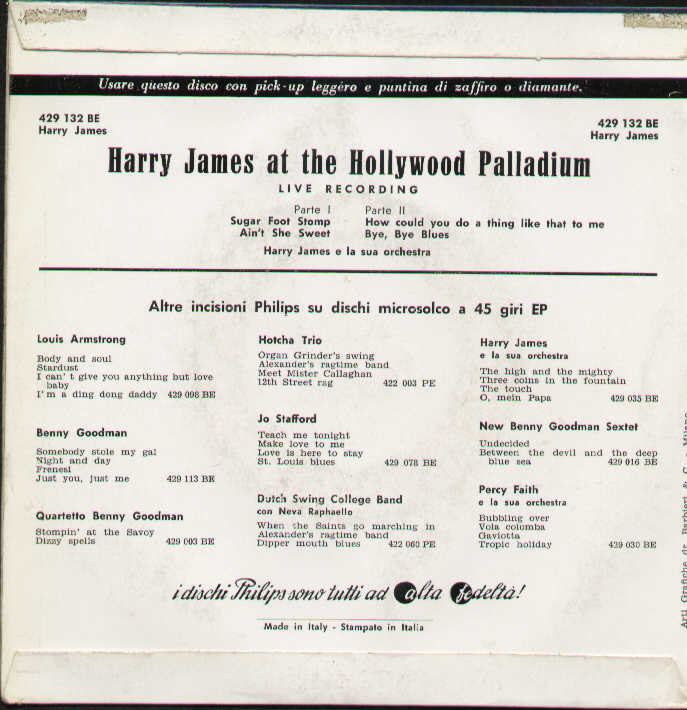 Usare questo disco con pick-up leggéro e puntina di zaffiro o diamante.
429 132 BE
Harry James
429 132 BE
Harry James
Harry James at the Hollywood Palladium
LIVE RECORDING
Parte I
Sugar Foot Stomp
Ain't She Sweet
Parte II
How could you do a thing like that to me
Bye, Bye Blues
Harry James e la sua orchestra
Altre incisioni Philips su dischi microsolco a 45 giri EP
Louis Armstrong
Body and soul
Stardust
I can' t give you anything but love
baby
I' m a ding dong daddy 429 098 BE
Benny Goodman
Somebody stole my gal
Night and day
Frenesi
Just you, just me 429 113 BE
Quartetto Benny Goodman
Stompin' at the Savoy
Dizzy spells 429 003 BE
Hotcha Trio
Organ Grinder's swing
Alexander's ragtime band
Meet Mister Callaghan
12th Street rag 422 003 PE
Jo Stafford
Teach me tonight
Make love to me
Love is here to stay
St. Louis blues 429 078 BE
Dutch Swing College Band
con Neva Raphaello
When the Saints go marching in
Alexander's ragtime band
Dipper mouth blues 422 060 PE
Harry James
e la sua orchestra
The high and the mighty
Three coins in the fountain
The touch
O, mein Papa 429 035 BE
New Benny Goodman Sextet
Undecided
Between the devil and the deep
blue sea 429 016 BE
Percy Faith
e la sua orchestra
Bubbling over
Vola colomba
Gaviotta
Tropic holiday 429 030 BE
i dischi Philips sono tutti ad alta fedeltà!
Made in Italy - Stampato in Italia
Arti Grafiche dr. Barbieri & C. - Milano